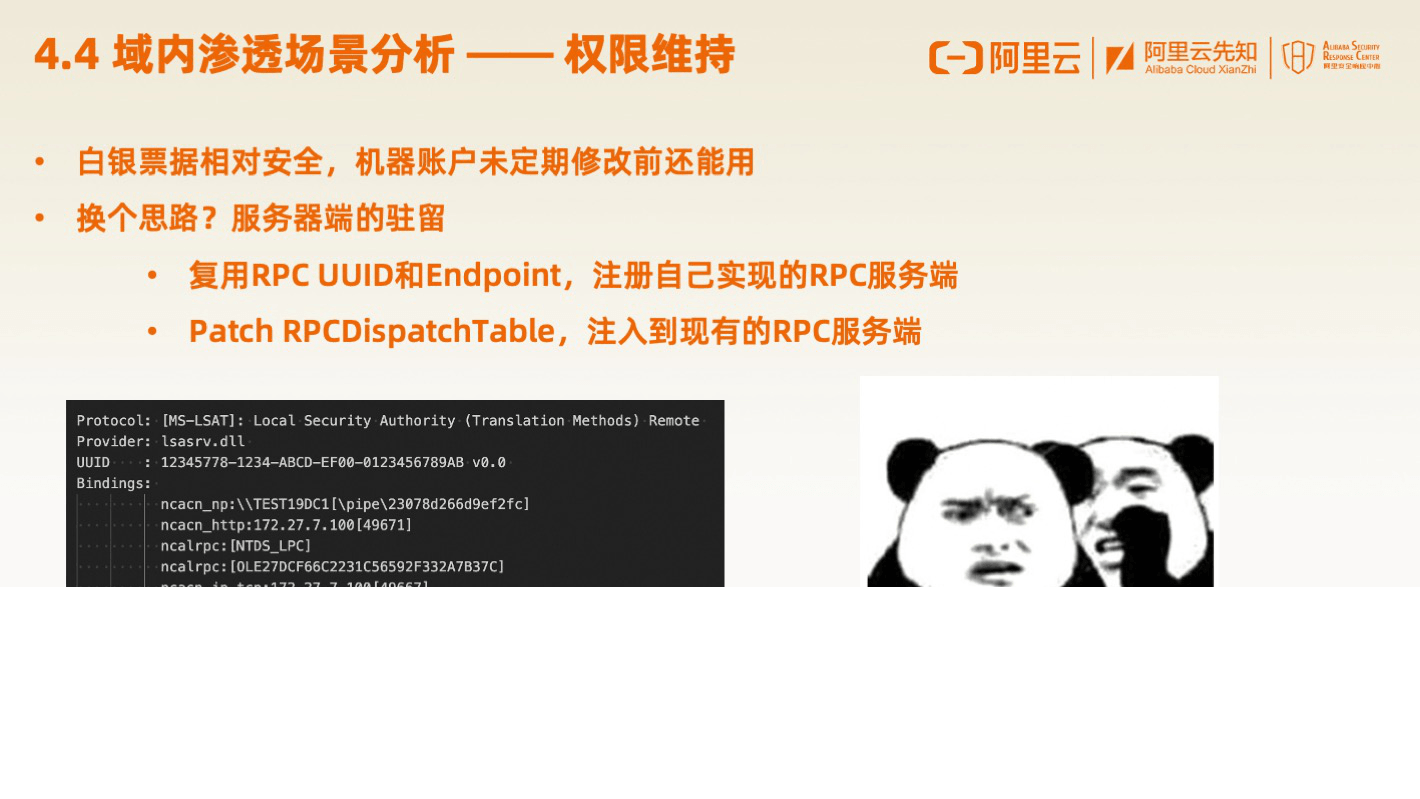 4.4 域内渗透场景分析 —— 权限维持
阿里云
阿里云先知
Alibaba Cloud XianZhi
ALIBABA SECURITY
RESPONSE CENTER
阿里安全响应中心
• 白银票据相对安全，机器账户未定期修改前还能用
• 换个思路？服务器端的驻留
• 复用RPC UUID和Endpoint，注册自己实现的RPC服务端
• Patch RPCDispatchTable，注入到现有的RPC服务端
Protocol: [MS-LSAT]: Local Security Authority (Translation Methods) Remote
Provider: lsasrv.dll
UUID : 12345778-1234-ABCD-EF00-0123456789AB v0.0
Bindings:
ncacn_np:\\TEST19DC1[\pipe\23078d266d9ef2fc]
ncacn_http:172.27.7.100[49671]
ncalrpc:[NTDS_LPC]
ncalrpc:[OLE27DCF66C2231C56592F332A7B37C]
ncacn_ip_tcp:172.27.7.100[49667]